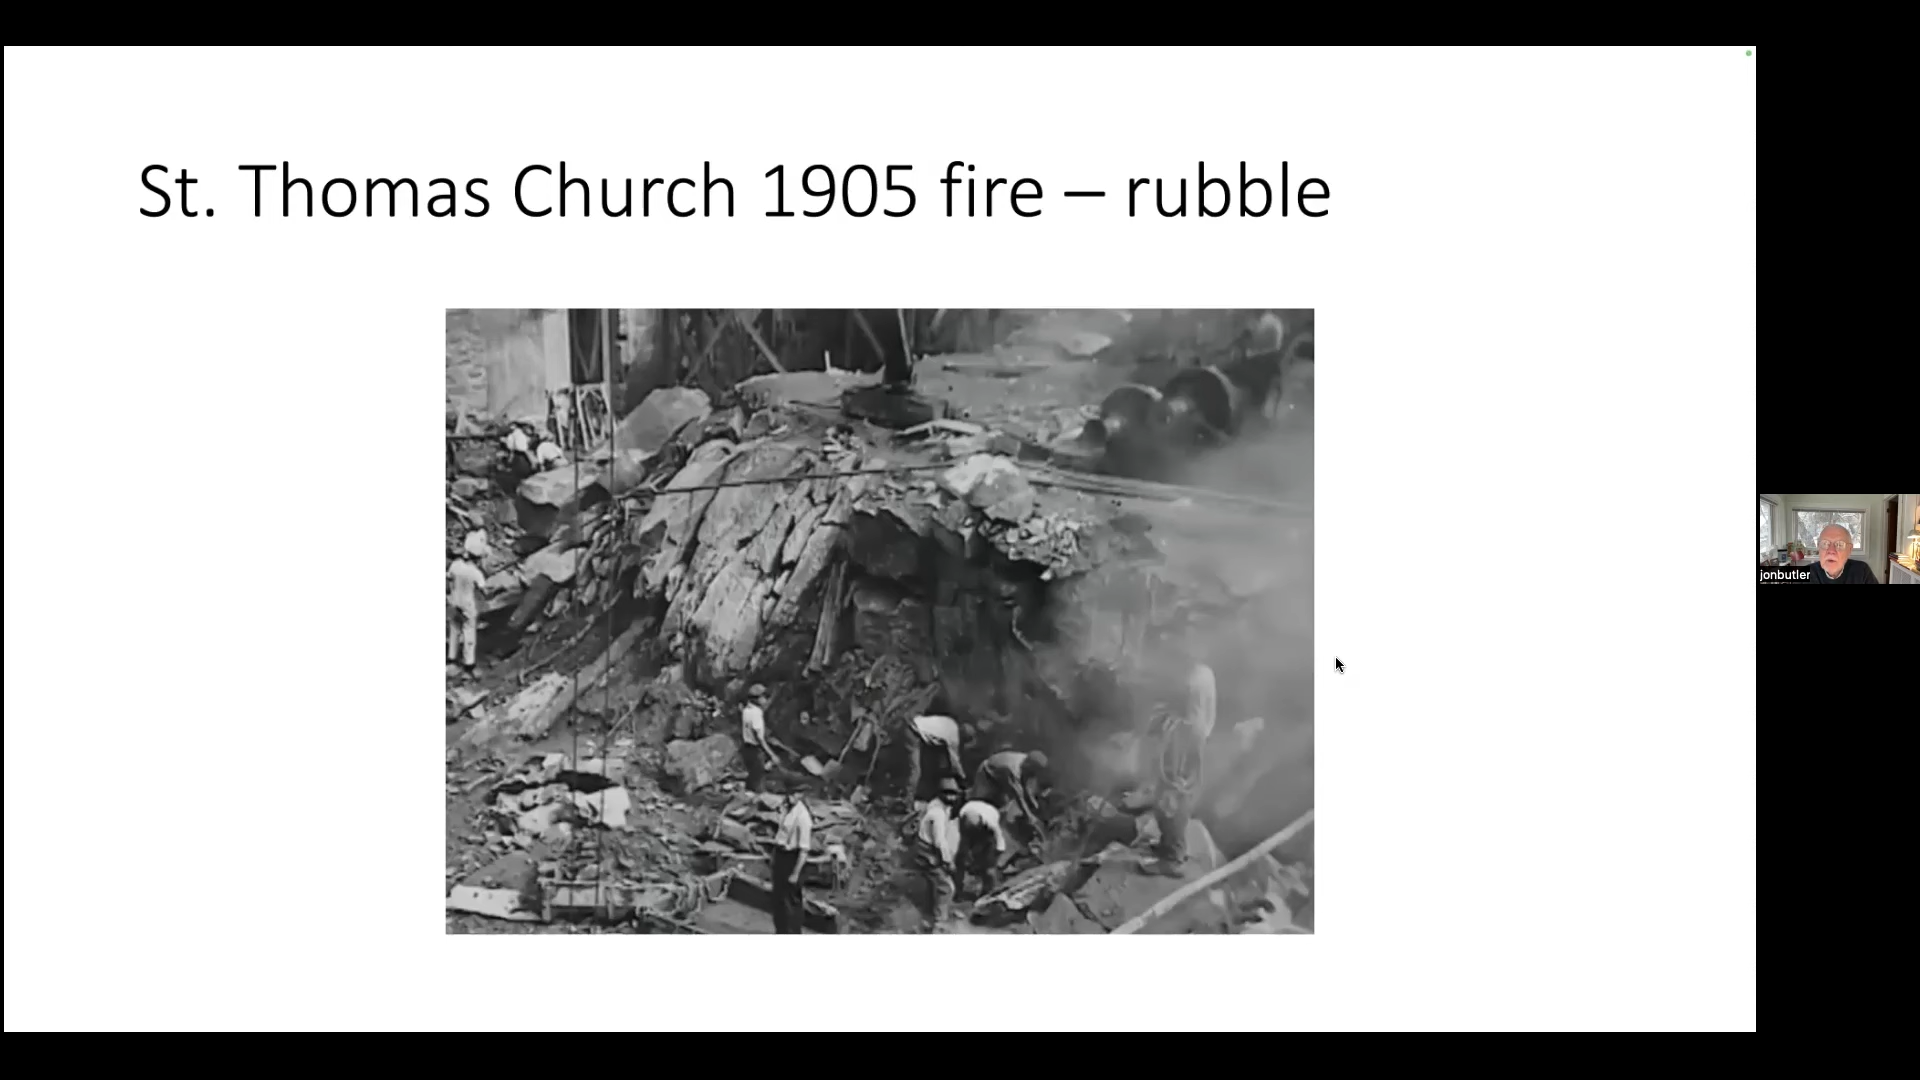 St. Thomas Church 1905 fire – rubble
jonbutler